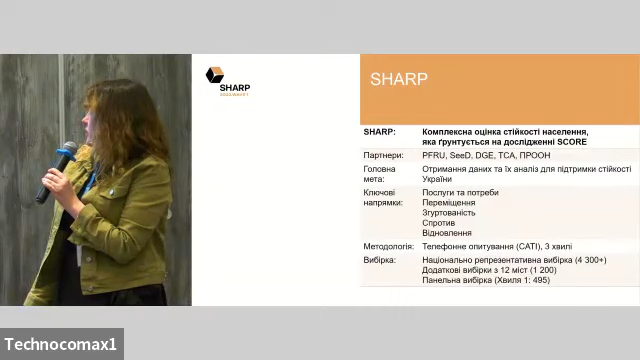 SHARP
SHARP
SHARP: Комплексна оцінка стійкості населення,
яка ґрунтується на дослідженні SCORE
Партнери: PFRU, SeeD, DGE, TCA, ПРООН
Головна Отримання даних та їх аналіз для підтримки стійкості
мета: України
Ключові Послуги та потреби
напрямки: Переміщення
Згуртованість
Спротив
Відновлення
Методологія: Телефонне опитування (CATI), 3 хвилі
Вибірка: Національно репрезентативна вибірка (4 300+)
Додаткові вибірки з 12 міст (1 200)
Панельна вибірка (Хвиля 1: 495)
Technocomax1